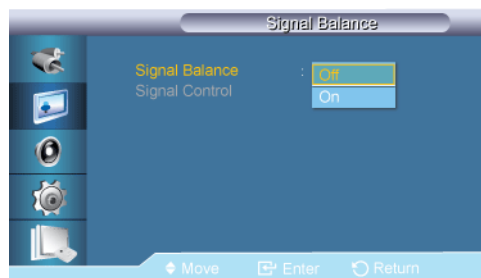 Signal Balance
Signal Balance : Off
Signal Control On
Move Enter Return